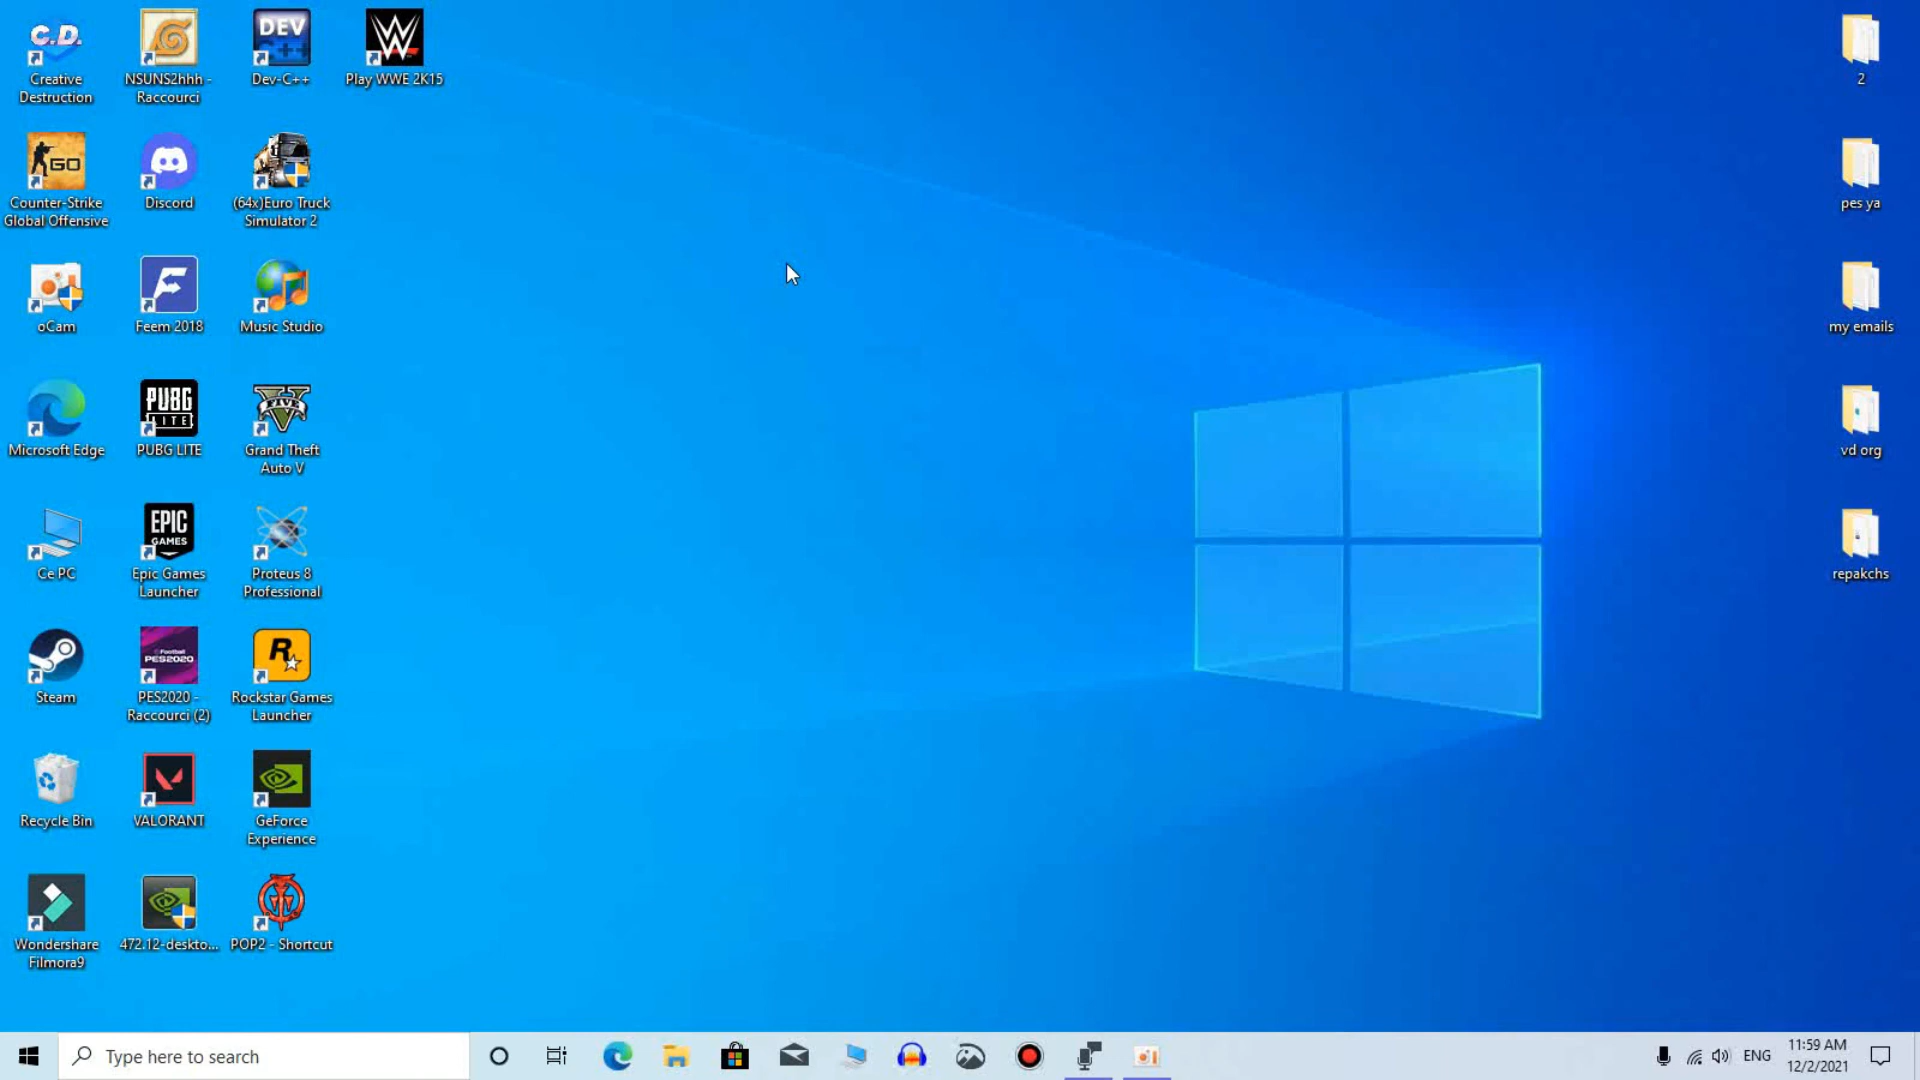 C.D.
Creative
Destruction
NSUNS2hhh -
Raccourci
DEV
C++
Dev-C++
W
Play WWE 2K15
2
GO
Counter-Strike
Global Offensive
Discord
(64x)Euro Truck
Simulator 2
pes ya
oCam
F
Feem 2018
Music Studio
my emails
Microsoft Edge
PUBG
LITE
PUBG LITE
V
FIVE
Grand Theft
Auto V
vd org
Ce PC
EPIC
GAMES
Epic Games
Launcher
Proteus 8
Professional
repakchs
Steam
PES2020
PES2020 -
Raccourci (2)
R
Rockstar Games
Launcher
Recycle Bin
VALORANT
GeForce
Experience
Wondershare
Filmora9
472.12-deskto...
POP2 - Shortcut
Type here to search
ENG
11:59 AM
12/2/2021